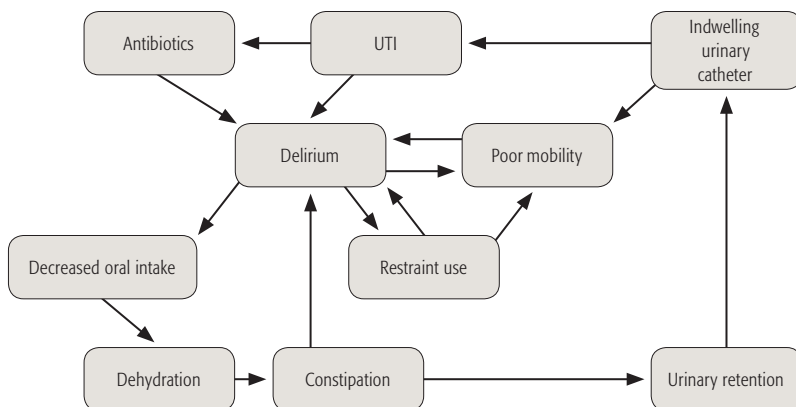 Antibiotics
UTI
Indwelling
urinary
catheter
Delirium
Poor mobility
Decreased oral intake
Restraint use
Dehydration
Constipation
Urinary retention